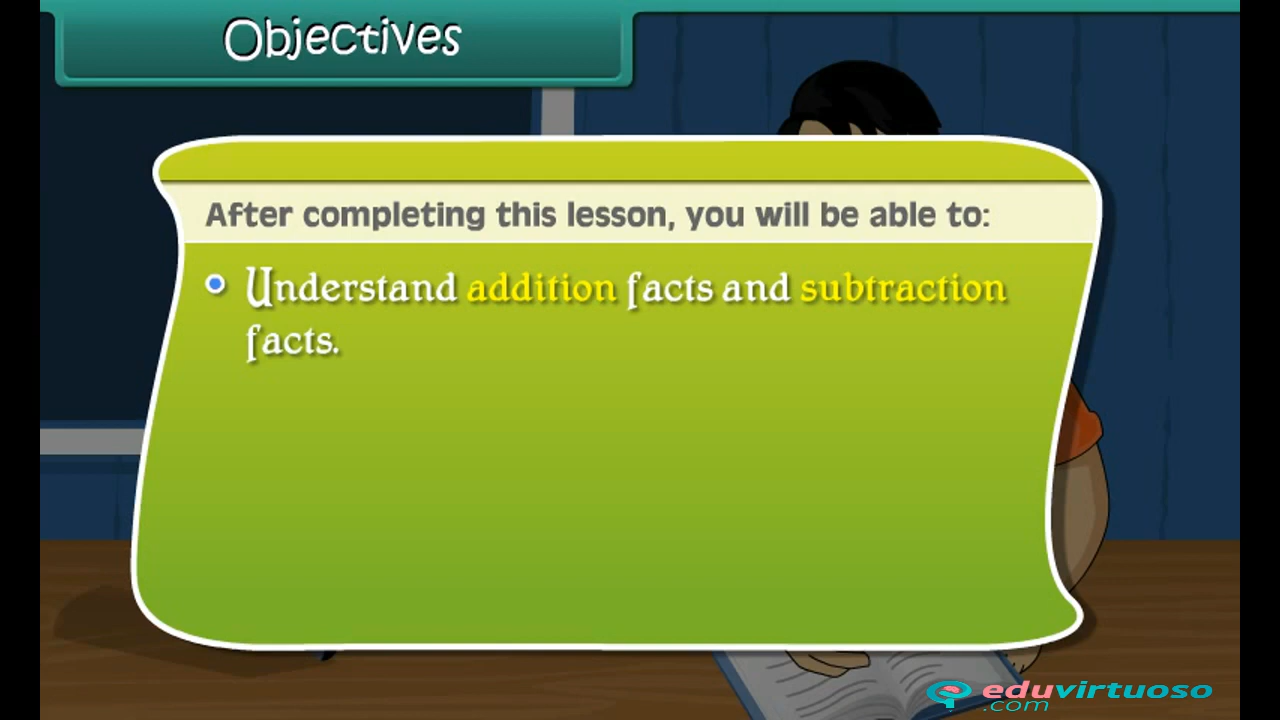 Objectives
After completing this lesson, you will be able to:
Understand addition facts and subtraction
facts.
eduvirtuoso
.com